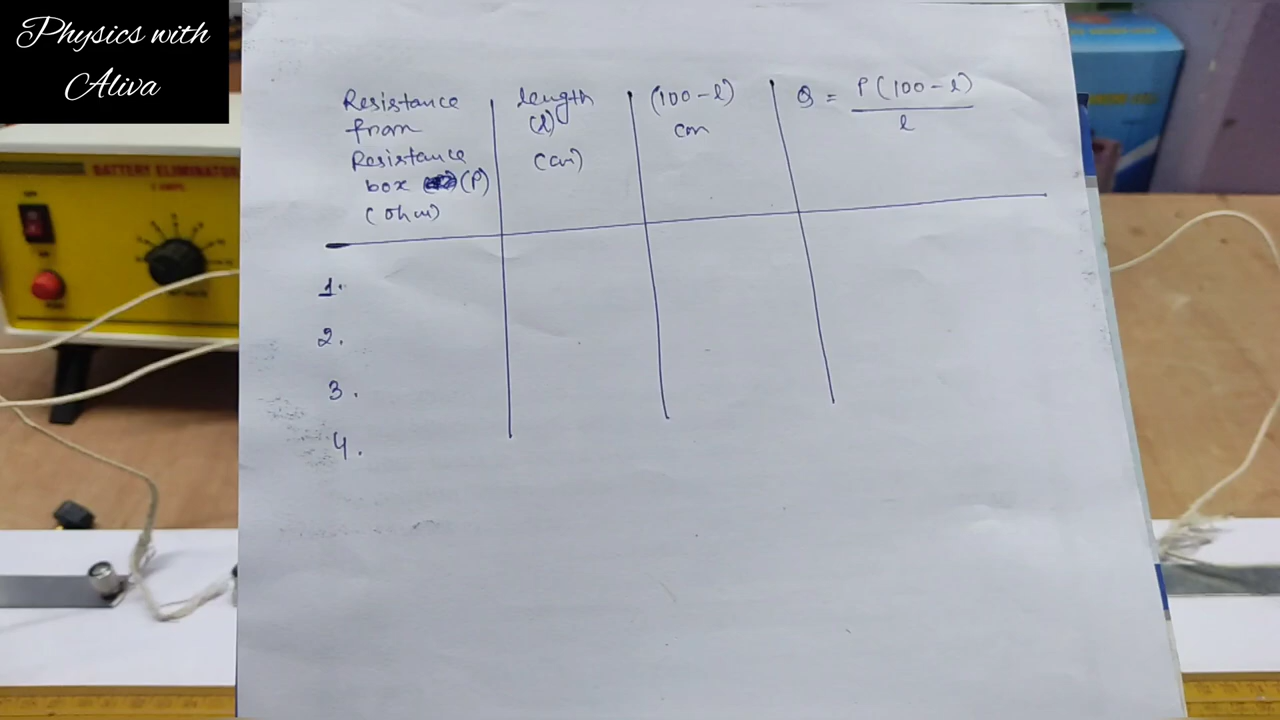 Physics with
Aliva
BATTERY ELIMINATOR
Resistance
from
Resistance
box (P)
(ohm)
length
(l)
(cm)
(100-l)
cm
Q = P(100-l)
l
1.
2.
3.
4.